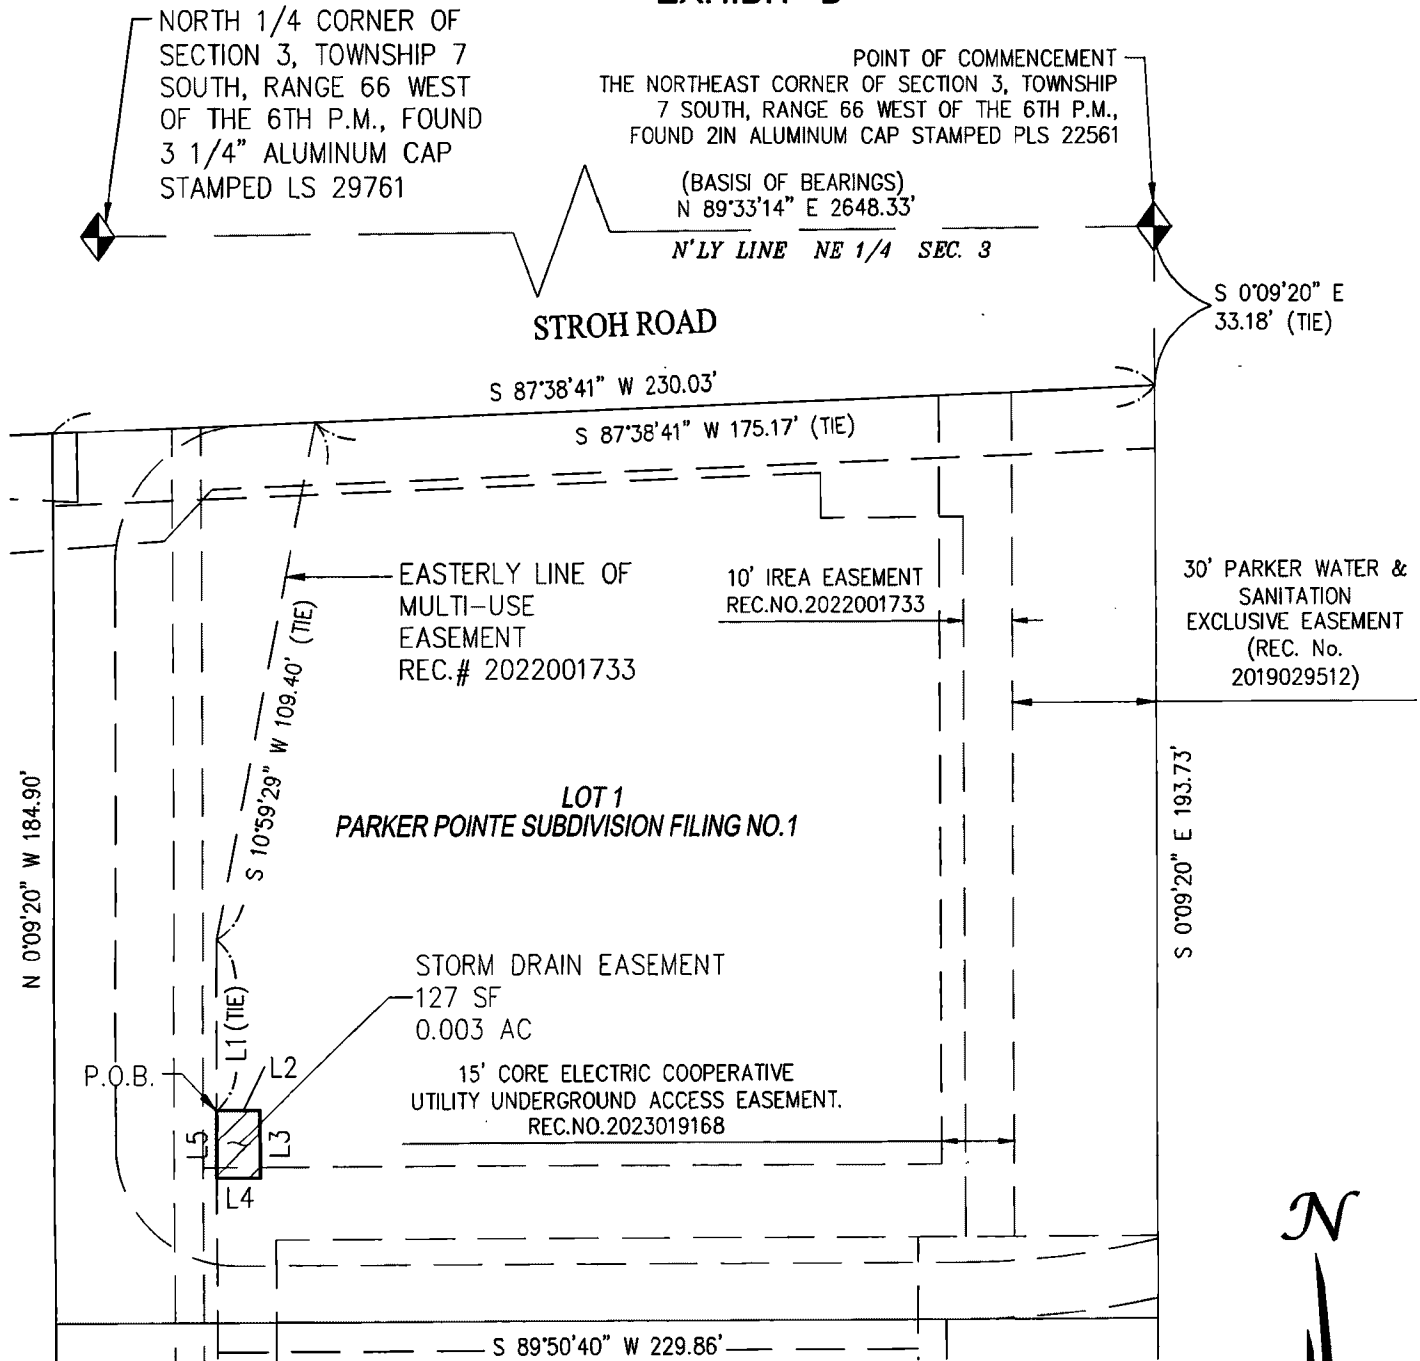 NORTH 1/4 CORNER OF
SECTION 3, TOWNSHIP 7
SOUTH, RANGE 66 WEST
OF THE 6TH P.M., FOUND
3 1/4" ALUMINUM CAP
STAMPED LS 29761
POINT OF COMMENCEMENT
THE NORTHEAST CORNER OF SECTION 3, TOWNSHIP
7 SOUTH, RANGE 66 WEST OF THE 6TH P.M.,
FOUND 2IN ALUMINUM CAP STAMPED PLS 22561
(BASISI OF BEARINGS)
N 89°33'14" E 2648.33'
N'LY LINE NE 1/4 SEC. 3
S 0°09'20" E
33.18' (TIE)
STROH ROAD
S 87°38'41" W 230.03'
S 87°38'41" W 175.17' (TIE)
EASTERLY LINE OF
MULTI-USE
EASEMENT
REC.# 2022001733
10' IREA EASEMENT
REC.NO.2022001733
30' PARKER WATER &
SANITATION
EXCLUSIVE EASEMENT
(REC. No.
2019029512)
S 10°59'29" W 109.40' (TIE)
N 0°09'20" W 184.90'
LOT 1
PARKER POINTE SUBDIVISION FILING NO.1
S 0°09'20" E 193.73'
STORM DRAIN EASEMENT
127 SF
0.003 AC
L1 (TIE)
P.O.B.
L2
15' CORE ELECTRIC COOPERATIVE
UTILITY UNDERGROUND ACCESS EASEMENT.
REC.NO.2023019168
L5
L3
L4
N
S 89°50'40" W 229.86'